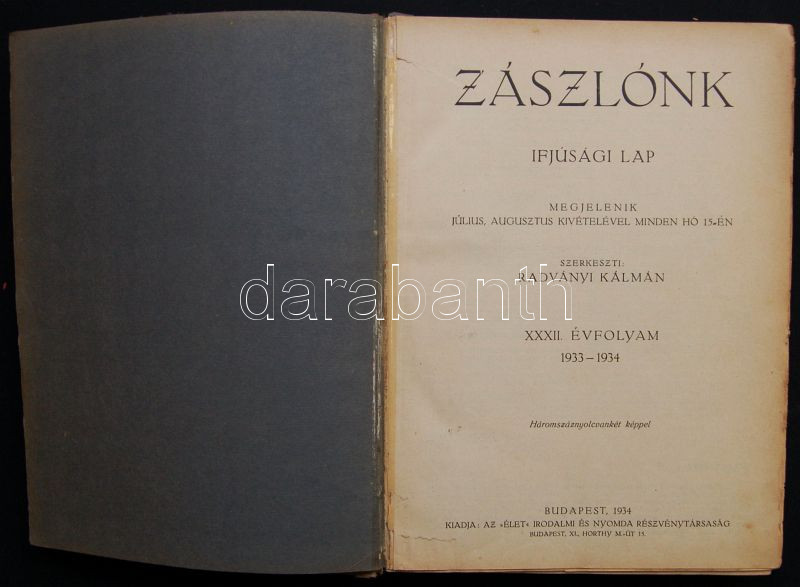 ZÁSZLÓNK
IFJÚSÁGI LAP
MEGJELENIK
JÚLIUS, AUGUSZTUS KIVÉTELÉVEL MINDEN HÓ 15-ÉN
SZERKESZTI:
RADVÁNYI KÁLMÁN
darabanth
XXXII. ÉVFOLYAM
1933–1934
Háromszáznyolcvankét képpel
BUDAPEST, 1934
KIADJA: AZ »ÉLET« IRODALMI ÉS NYOMDA RÉSZVÉNYTÁRSASÁG
BUDAPEST, XI., HORTHY M.-ÚT 15.